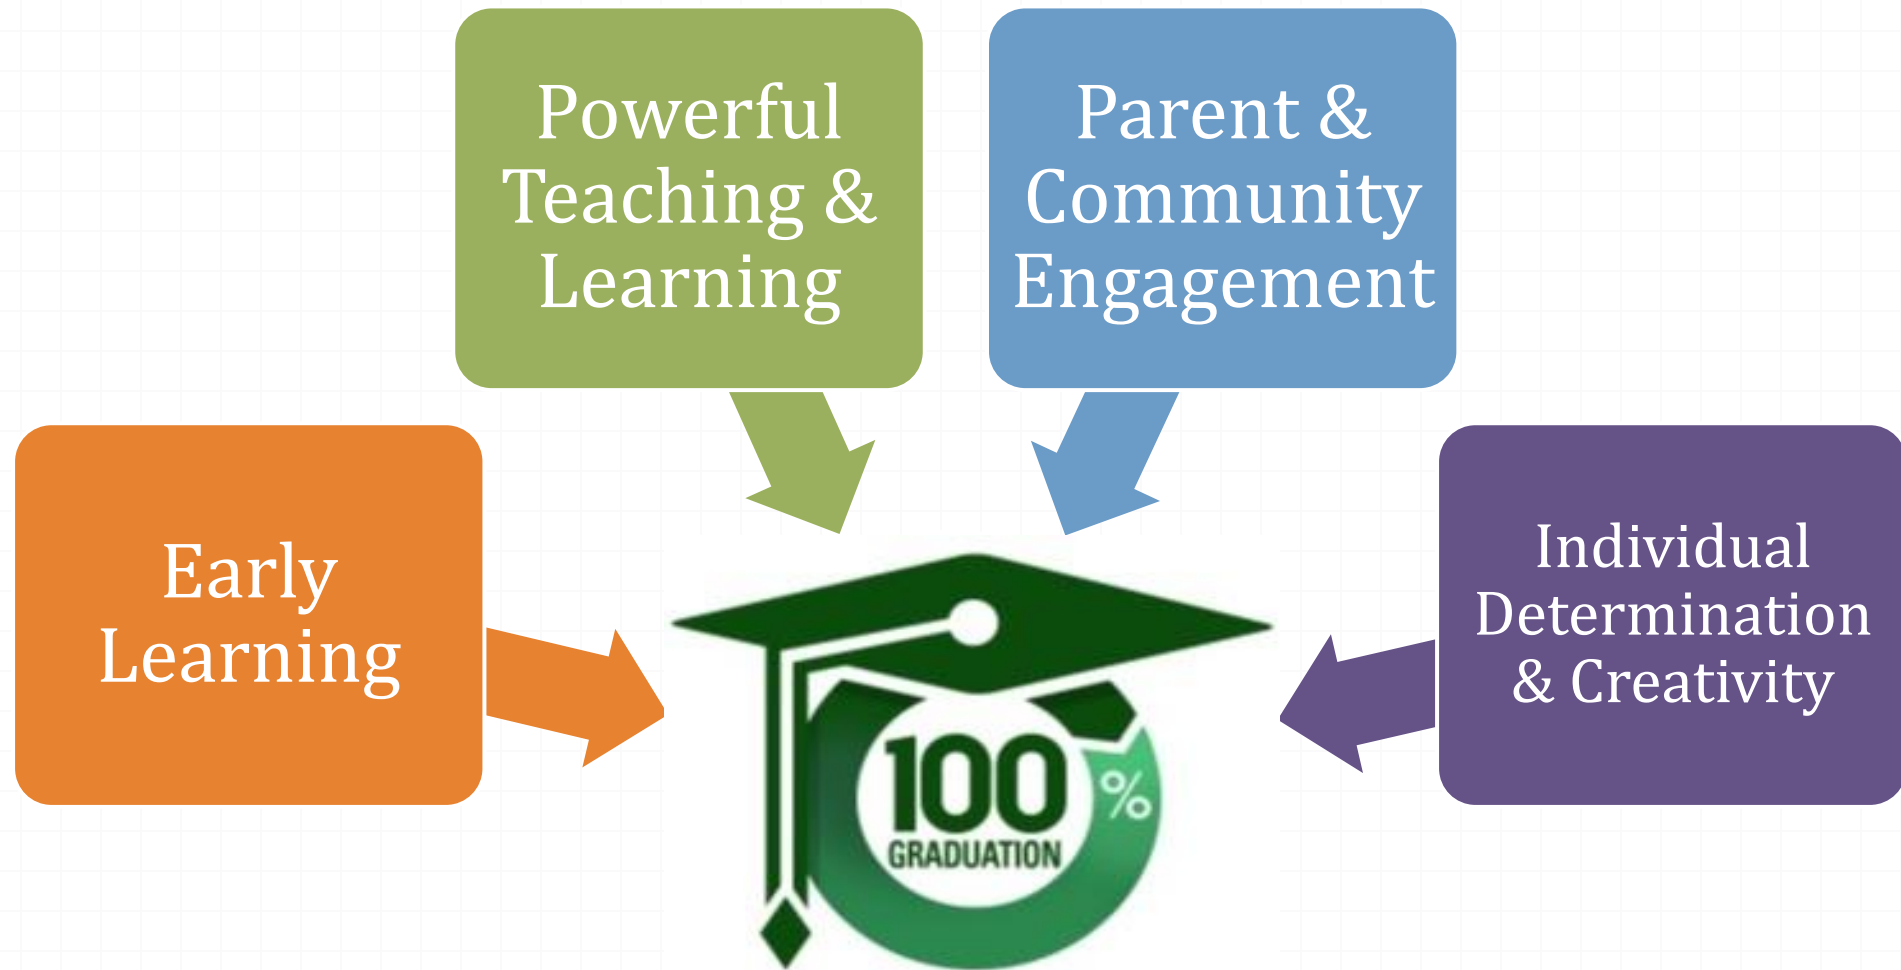 Powerful
Teaching &
Learning
Parent &
Community
Engagement
Early
Learning
Individual
Determination
& Creativity
100
%
GRADUATION